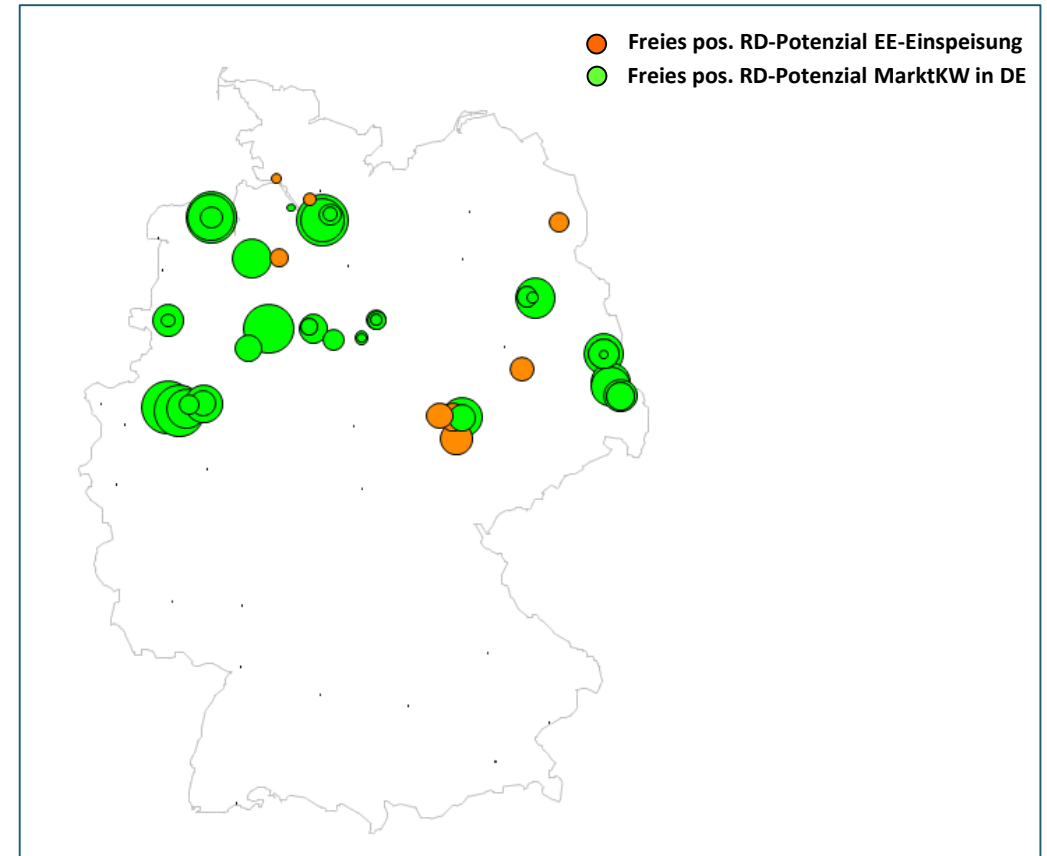 Freies pos. RD-Potenzial EE-Einspeisung
Freies pos. RD-Potenzial MarktKW in DE